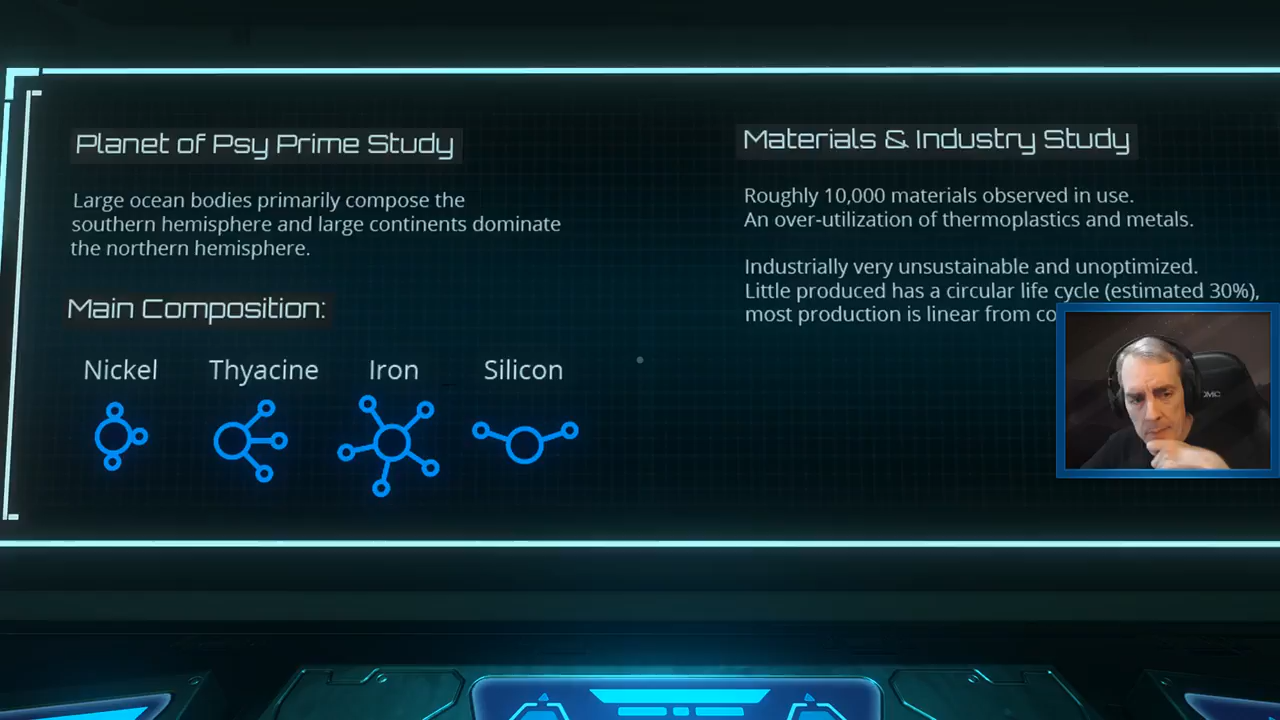 Planet of Psy Prime Study
Large ocean bodies primarily compose the
southern hemisphere and large continents dominate
the northern hemisphere.
Main Composition:
Nickel Thyacine Iron Silicon
Materials & Industry Study
Roughly 10,000 materials observed in use.
An over-utilization of thermoplastics and metals.
Industrially very unsustainable and unoptimized.
Little produced has a circular life cycle (estimated 30%),
most production is linear from